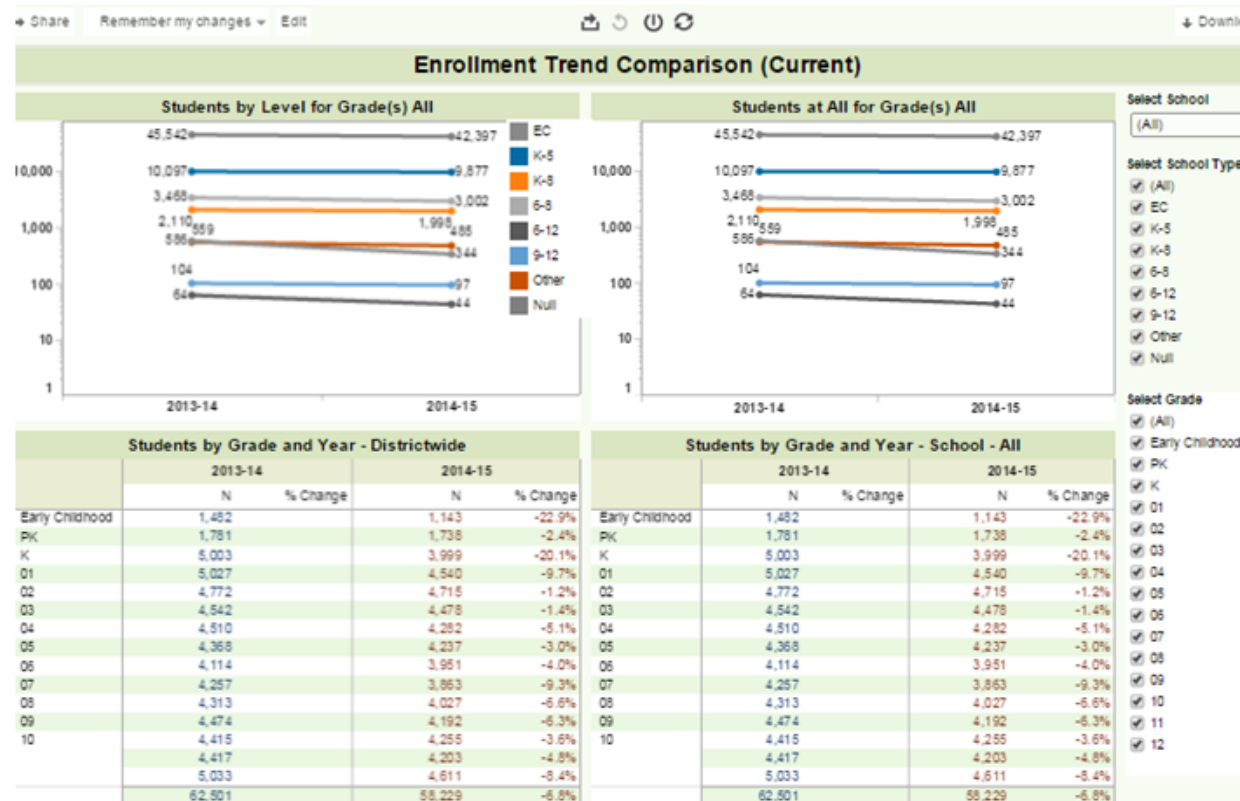 Share Remember my changes Edit
Enrollment Trend Comparison (Current)
Students by Level for Grade(s) All
45,542 42,397
10,000 10,097 9,877
3,468 3,002
2,110 1,998
1,000 559 485
586 344
104 97
100
64 44
10
1
2013-14 2014-15
EC
K-5
K-8
6-8
6-12
9-12
Other
Null
Students at All for Grade(s) All
45,542 42,397
10,000 10,097 9,877
3,468 3,002
2,110 1,998
1,000 559 485
586 344
104 97
100
64 44
10
1
2013-14 2014-15
Select School
(All)
Select School Type
(All)
EC
K-5
K-8
6-8
6-12
9-12
Other
Null
Select Grade
(All)
Early Childhood
PK
K
01
02
03
04
05
06
07
08
09
10
11
12
Students by Grade and Year - Districtwide
2013-14 2014-15
N % Change N % Change
Early Childhood 1,482 1,143 -22.9%
PK 1,781 1,738 -2.4%
K 5,003 3,999 -20.1%
01 5,027 4,540 -9.7%
02 4,772 4,715 -1.2%
03 4,542 4,478 -1.4%
04 4,510 4,282 -5.1%
05 4,368 4,237 -3.0%
06 4,114 3,951 -4.0%
07 4,257 3,863 -9.3%
08 4,313 4,027 -6.6%
09 4,474 4,192 -6.3%
10 4,415 4,255 -3.6%
4,417 4,203 -4.8%
5,033 4,611 -8.4%
62,501 58,229 -6.8%
Students by Grade and Year - School - All
2013-14 2014-15
N % Change N % Change
Early Childhood 1,482 1,143 -22.9%
PK 1,781 1,738 -2.4%
K 5,003 3,999 -20.1%
01 5,027 4,540 -9.7%
02 4,772 4,715 -1.2%
03 4,542 4,478 -1.4%
04 4,510 4,282 -5.1%
05 4,368 4,237 -3.0%
06 4,114 3,951 -4.0%
07 4,257 3,863 -9.3%
08 4,313 4,027 -6.6%
09 4,474 4,192 -6.3%
10 4,415 4,255 -3.6%
4,417 4,203 -4.8%
5,033 4,611 -8.4%
62,501 58,229 -6.8%